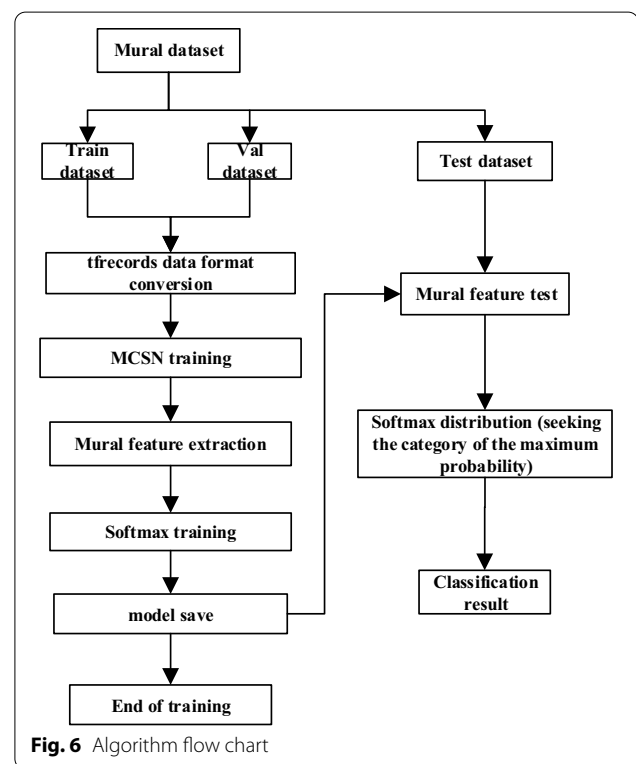 Mural dataset
Train
dataset
Val
dataset
Test dataset
tfrecords data format
conversion
Mural feature test
MCSN training
Mural feature extraction
Softmax distribution (seeking
the category of the maximum
probability)
Softmax training
Classification
result
model save
End of training
Fig. 6 Algorithm flow chart